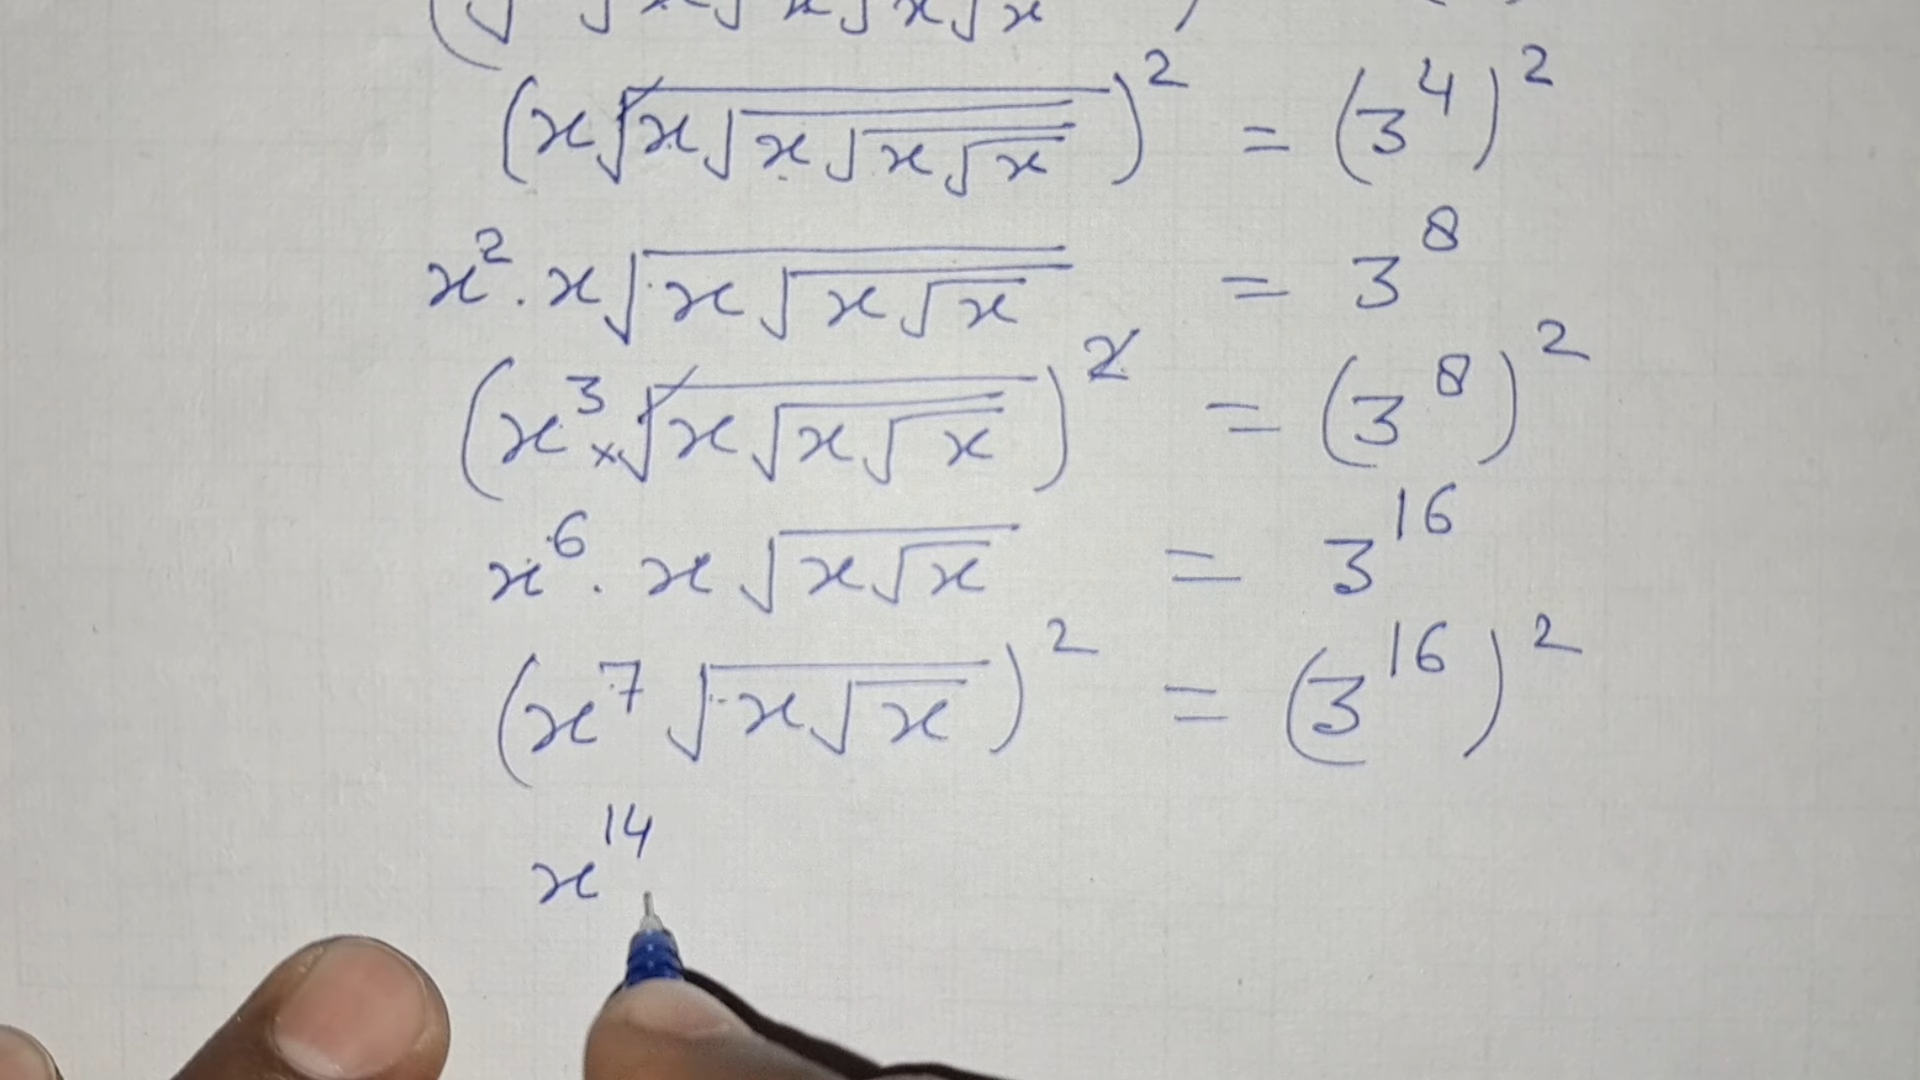 (x√(x√(x√(x√x))))² = (3⁴)²
x² . x√(x√(x√x)) = 3⁸
(x³ × √(x√(x√x)))² = (3⁸)²
x⁶ . x√(x√x) = 3¹⁶
(x⁷ √(x√x))² = (3¹⁶)²
x¹⁴